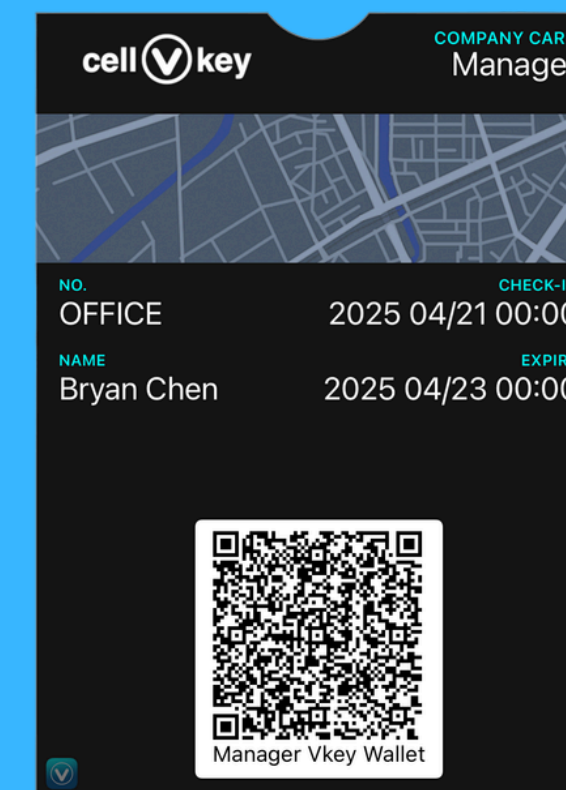 cell V key
COMPANY CAR
Manage
NO.
CHECK-I
OFFICE
2025 04/21 00:00
NAME
EXPIR
Bryan Chen
2025 04/23 00:00
Manager Vkey Wallet